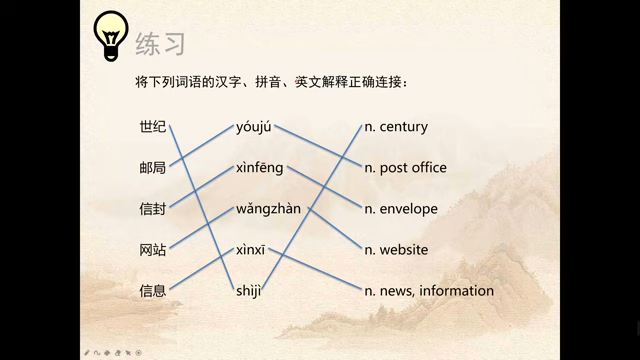 练习
将下列词语的汉字、拼音、英文解释正确连接：
世纪 yóujú n. century
邮局 xìnfēng n. post office
信封 wǎngzhàn n. envelope
网站 xìnxī n. website
信息 shìjì n. news, information